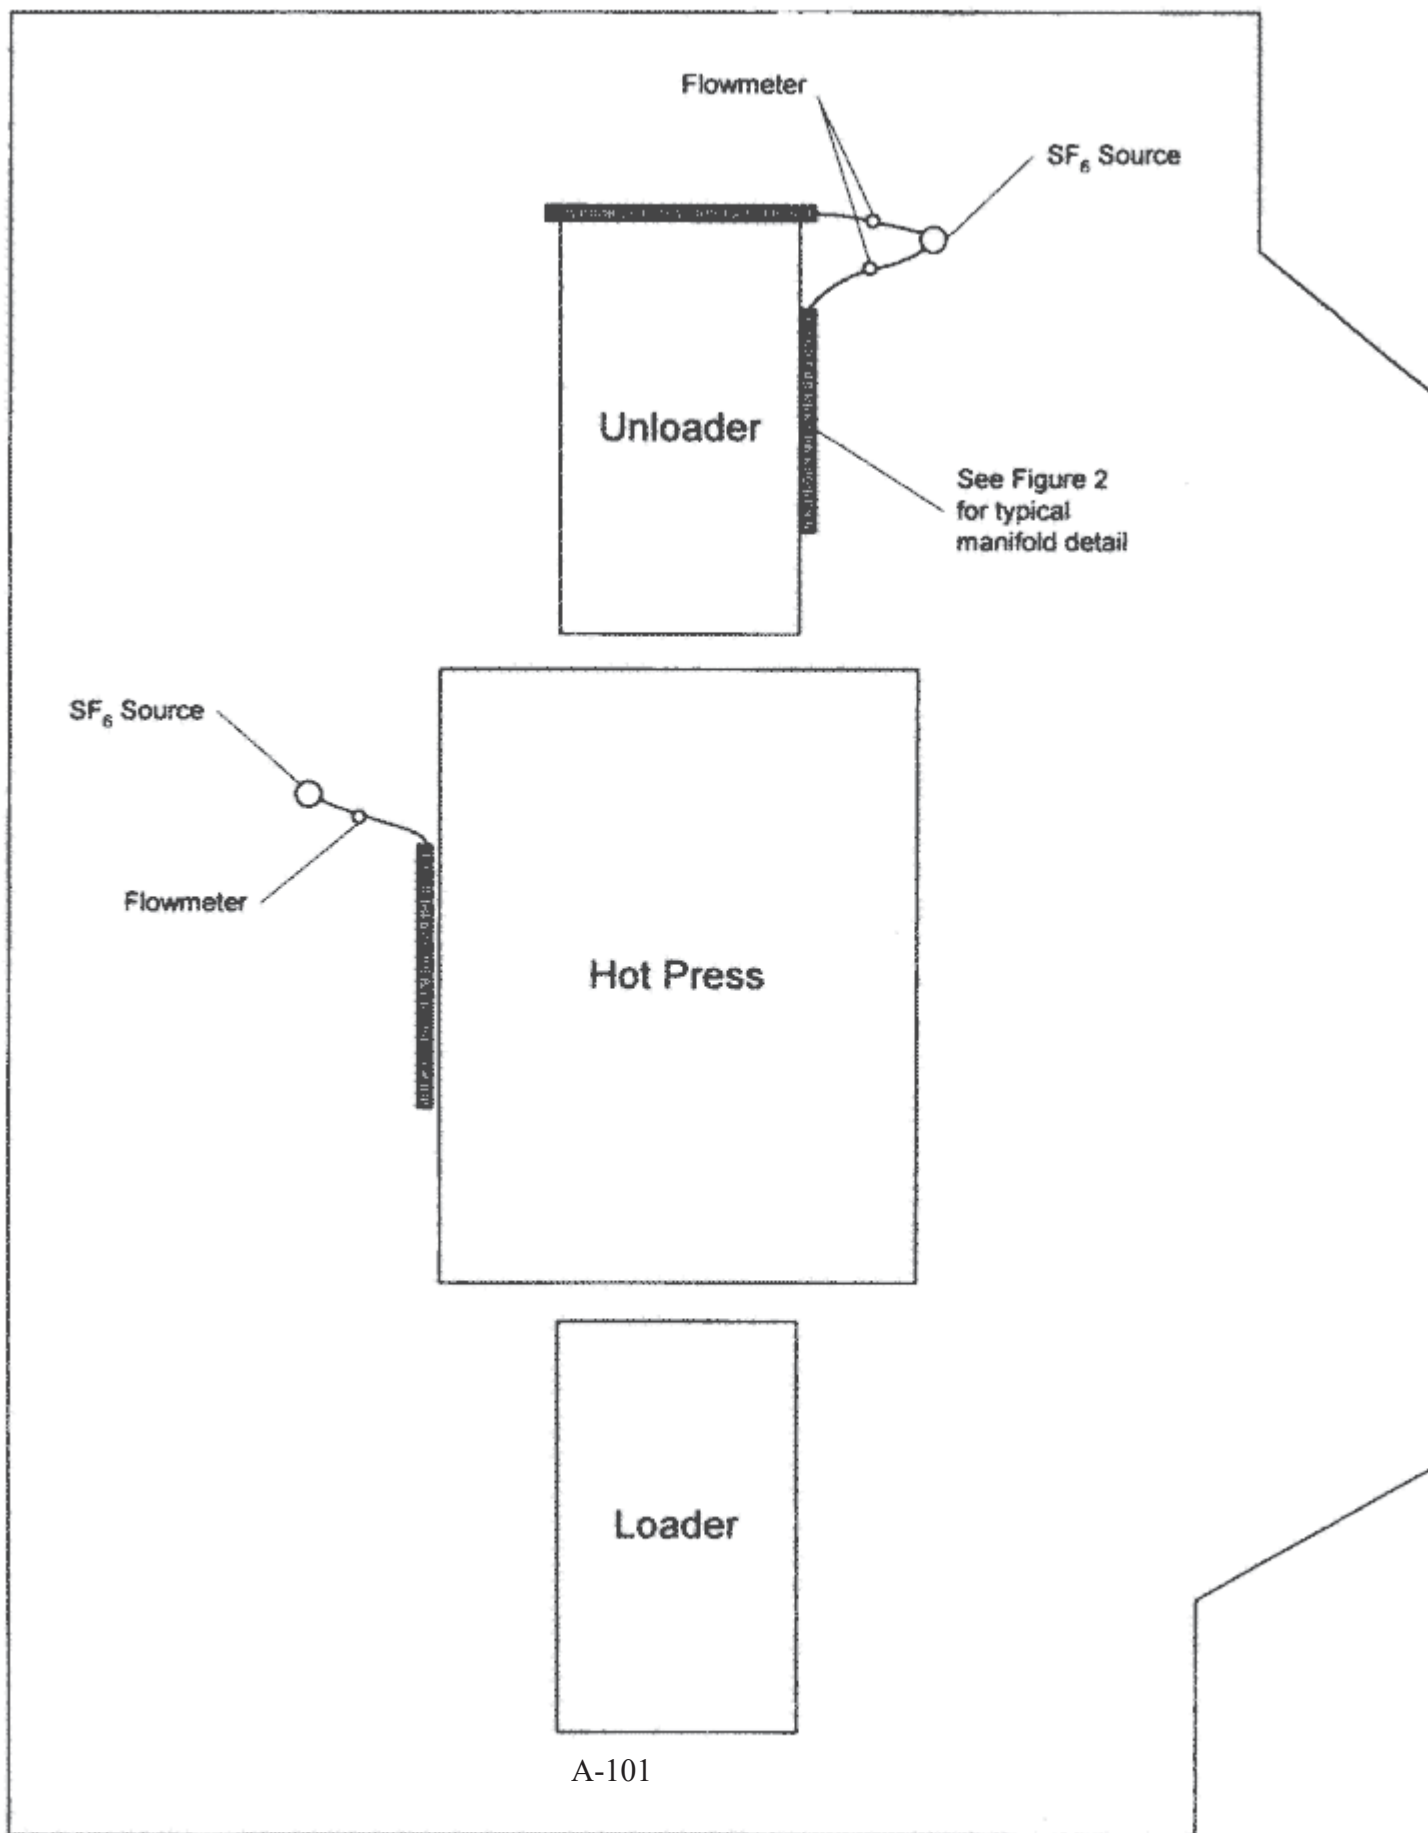 Flowmeter
SF₆ Source
Unloader
See Figure 2
for typical
manifold detail
SF₆ Source
Flowmeter
Hot Press
Loader
A-101